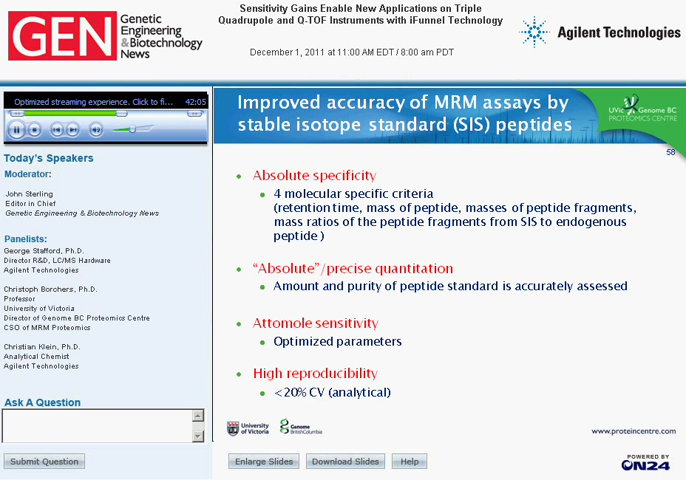 GEN
Genetic
Engineering
& Biotechnology
News
Sensitivity Gains Enable New Applications on Triple
Quadrupole and Q-TOF Instruments with iFunnel Technology
December 1, 2011 at 11:00 AM EDT / 8:00 am PDT
Agilent Technologies
Optimized streaming experience. Click to fi... 42:05
Today's Speakers
Moderator:
John Sterling
Editor in Chief
Genetic Engineering & Biotechnology News
Panelists:
George Stafford, Ph.D.
Director R&D, LC/MS Hardware
Agilent Technologies
Christoph Borchers, Ph.D.
Professor
University of Victoria
Director of Genome BC Proteomics Centre
CSO of MRM Proteomics
Christian Klein, Ph.D.
Analytical Chemist
Agilent Technologies
Ask A Question
Submit Question
Improved accuracy of MRM assays by
stable isotope standard (SIS) peptides
UVic Genome BC
PROTEOMICS CENTRE
58
• Absolute specificity
• 4 molecular specific criteria
(retention time, mass of peptide, masses of peptide fragments,
mass ratios of the peptide fragments from SIS to endogenous
peptide )
• “Absolute”/precise quantitation
• Amount and purity of peptide standard is accurately assessed
• Attomole sensitivity
• Optimized parameters
• High reproducibility
• <20% CV (analytical)
University
of Victoria
Genome
BritishColumbia
www.proteincentre.com
Enlarge Slides
Download Slides
Help
POWERED BY
ON24